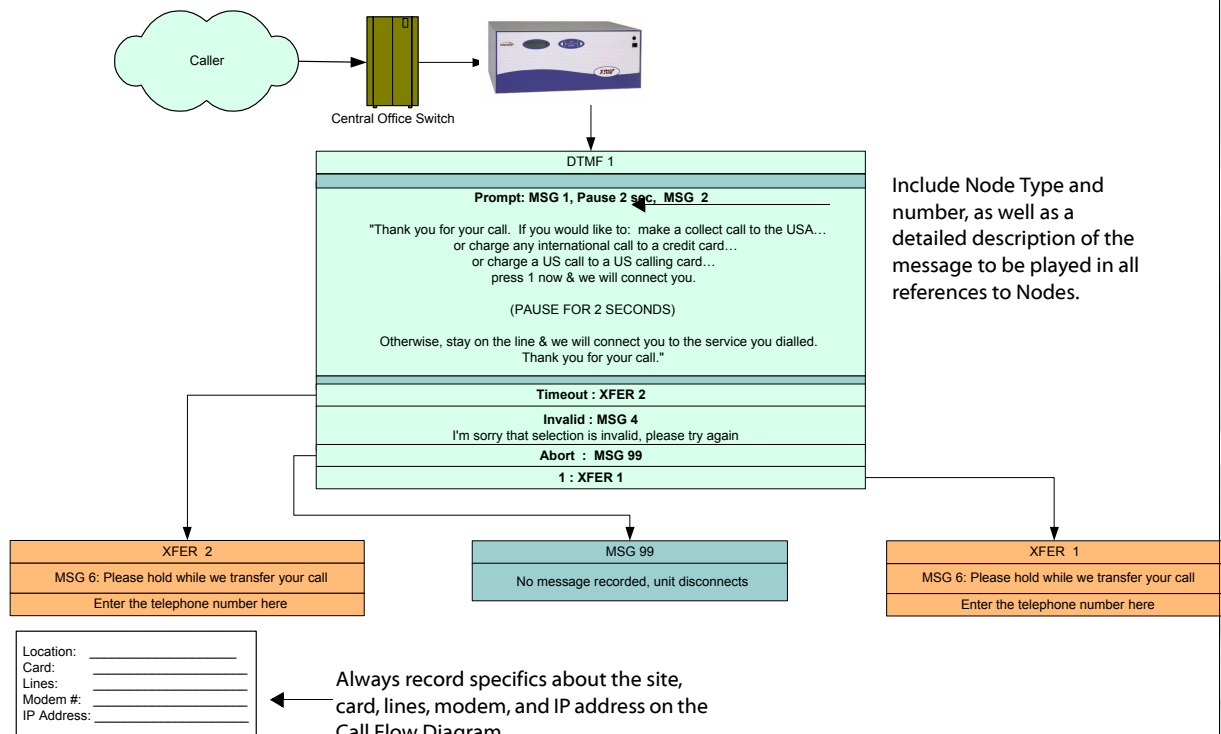 Caller
Central Office Switch
DTMF 1
Prompt: MSG 1, Pause 2 sec, MSG 2
"Thank you for your call. If you would like to: make a collect call to the USA…
or charge any international call to a credit card…
or charge a US call to a US calling card…
press 1 now & we will connect you.
(PAUSE FOR 2 SECONDS)
Otherwise, stay on the line & we will connect you to the service you dialled.
Thank you for your call."
Timeout : XFER 2
Invalid : MSG 4
I'm sorry that selection is invalid, please try again
Abort : MSG 99
1 : XFER 1
Include Node Type and
number, as well as a
detailed description of the
message to be played in all
references to Nodes.
XFER 2
MSG 6: Please hold while we transfer your call
Enter the telephone number here
MSG 99
No message recorded, unit disconnects
XFER 1
MSG 6: Please hold while we transfer your call
Enter the telephone number here
Location:
Card:
Lines:
Modem #:
IP Address:
Always record specifics about the site,
card, lines, modem, and IP address on the
Call Flow Diagram